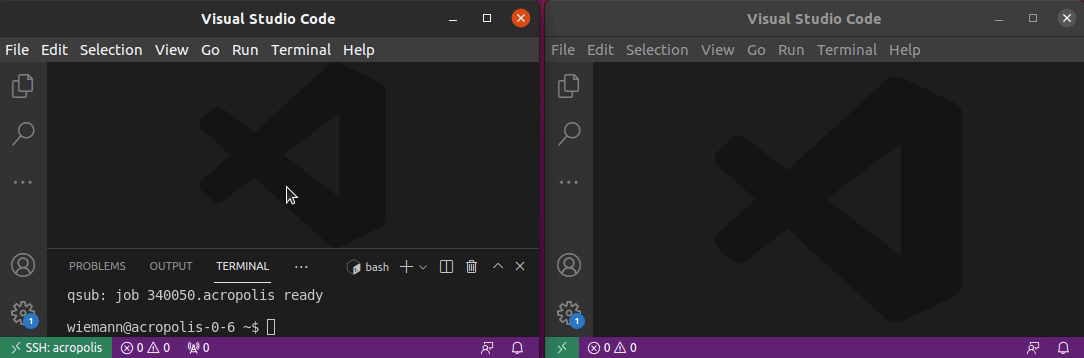 Visual Studio Code
File Edit Selection View Go Run Terminal Help
PROBLEMS OUTPUT TERMINAL ... bash
qsub: job 340050.acropolis ready
wiemann@acropolis-0-6 ~$
1
SSH: acropolis 0 0 0
Visual Studio Code
File Edit Selection View Go Run Terminal Help
1
0 0